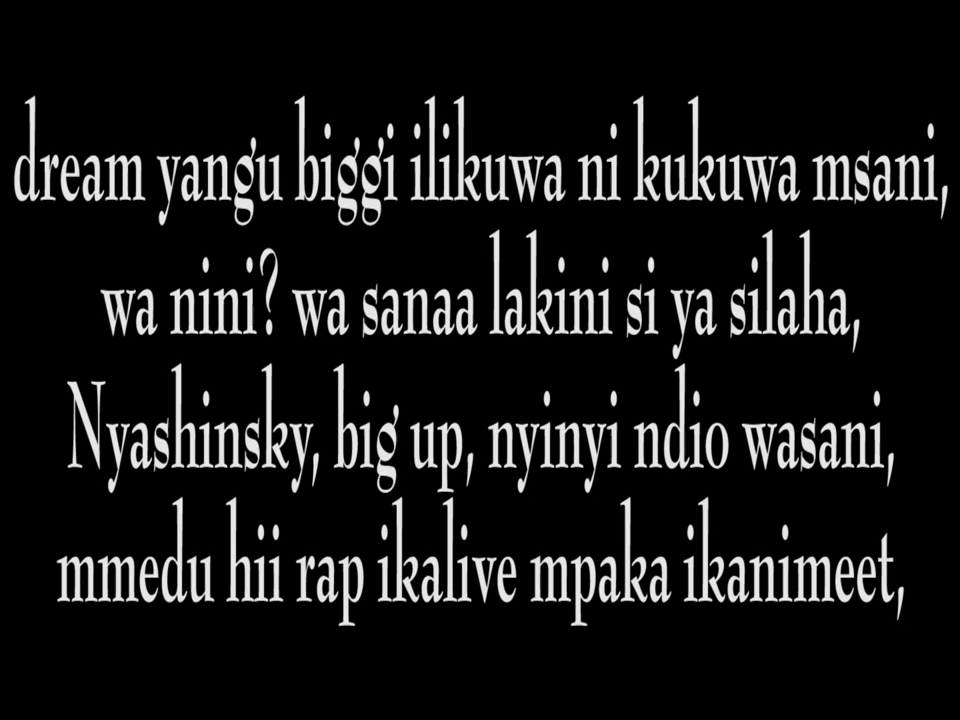 dream yangu biggi ilikuwa ni kukuwa msani,
wa nini? wa sanaa lakini si ya silaha,
Nyashinsky, big up, nyinyi ndio wasani,
mmedu hii rap ikalive mpaka ikanimeet,